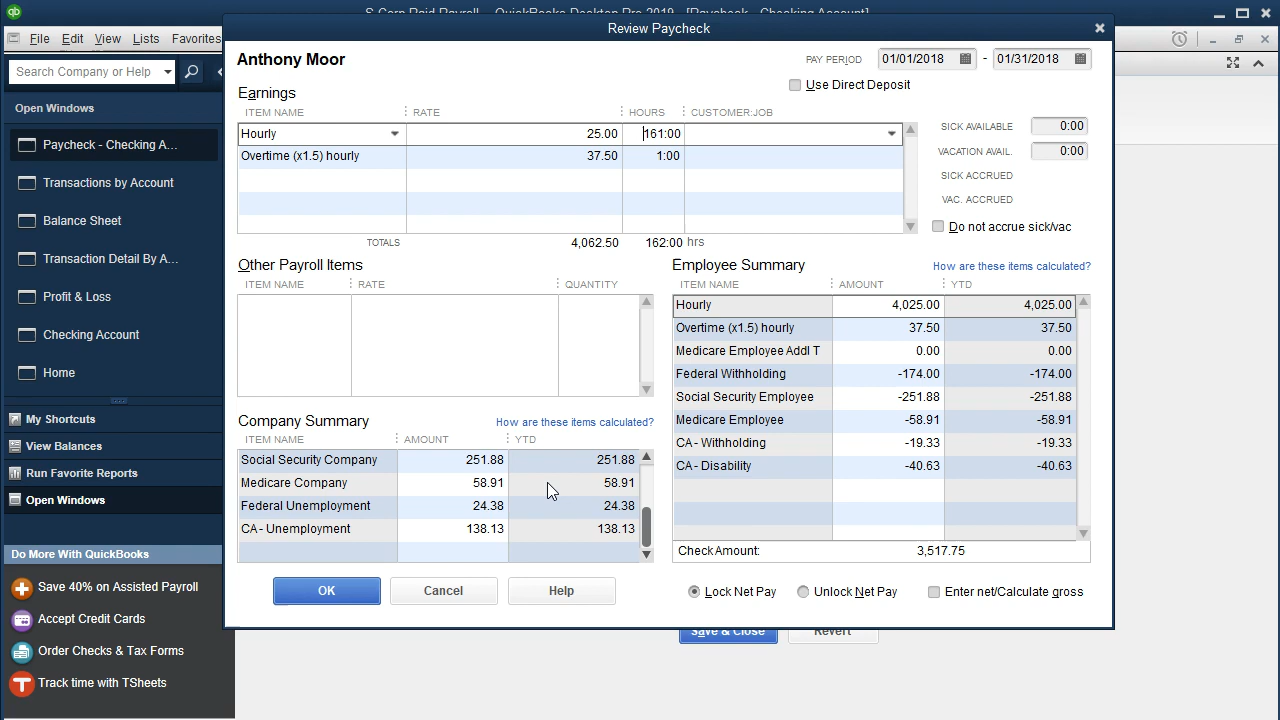 S Corp Paid Payroll - QuickBooks Desktop Pro 2019 - [Paycheck - Checking Account]
Review Paycheck
File Edit View Lists Favorites
Search Company or Help
Open Windows
Paycheck - Checking A...
Transactions by Account
Balance Sheet
Transaction Detail By A...
Profit & Loss
Checking Account
Home
My Shortcuts
View Balances
Run Favorite Reports
Open Windows
Do More With QuickBooks
Save 40% on Assisted Payroll
Accept Credit Cards
Order Checks & Tax Forms
Track time with TSheets
Anthony Moor
PAY PERIOD 01/01/2018 - 01/31/2018
Use Direct Deposit
Earnings
ITEM NAME RATE HOURS CUSTOMER:JOB
Hourly 25.00 161:00
Overtime (x1.5) hourly 37.50 1:00
TOTALS 4,062.50 162:00 hrs
SICK AVAILABLE 0:00
VACATION AVAIL. 0:00
SICK ACCRUED
VAC. ACCRUED
Do not accrue sick/vac
Other Payroll Items
ITEM NAME RATE QUANTITY
Company Summary How are these items calculated?
ITEM NAME AMOUNT YTD
Social Security Company 251.88 251.88
Medicare Company 58.91 58.91
Federal Unemployment 24.38 24.38
CA - Unemployment 138.13 138.13
Employee Summary How are these items calculated?
ITEM NAME AMOUNT YTD
Hourly 4,025.00 4,025.00
Overtime (x1.5) hourly 37.50 37.50
Medicare Employee Addl T 0.00 0.00
Federal Withholding -174.00 -174.00
Social Security Employee -251.88 -251.88
Medicare Employee -58.91 -58.91
CA - Withholding -19.33 -19.33
CA - Disability -40.63 -40.63
Check Amount: 3,517.75
OK Cancel Help
Lock Net Pay Unlock Net Pay Enter net/Calculate gross
Save & Close Revert